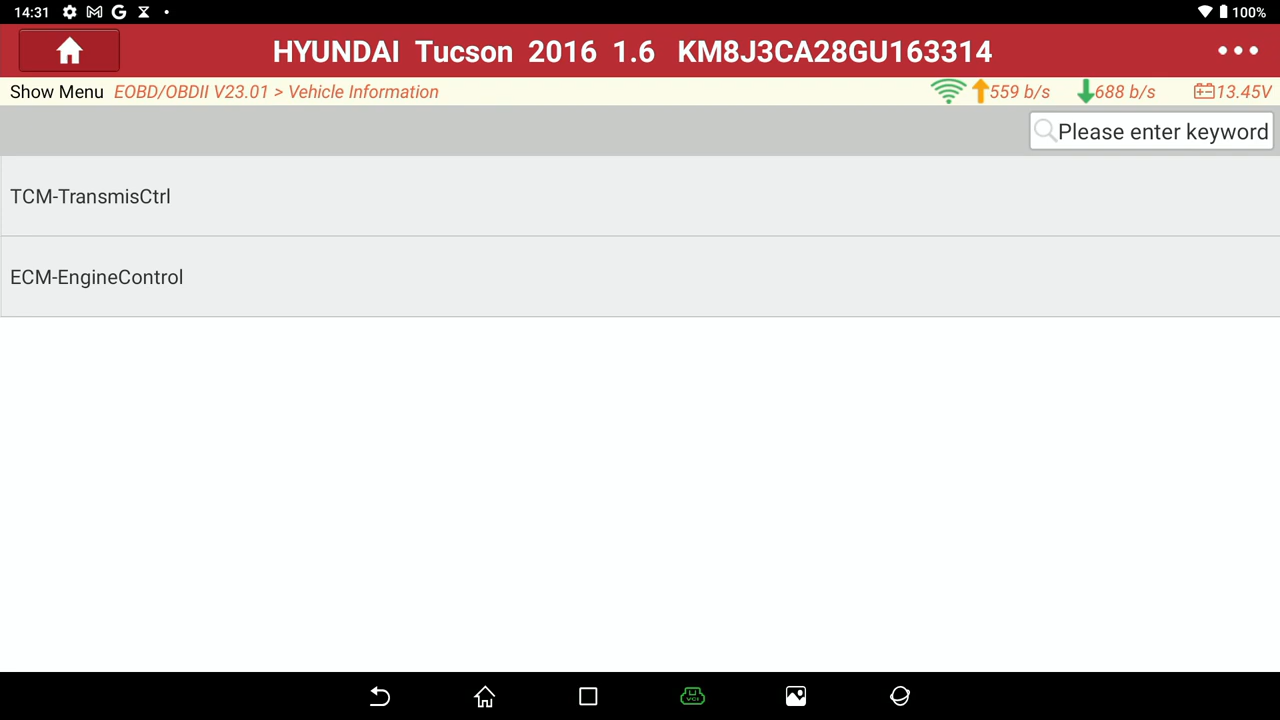 14:31 100%
HYUNDAI Tucson 2016 1.6 KM8J3CA28GU163314
Show Menu EOBD/OBDII V23.01 > Vehicle Information 559 b/s 688 b/s 13.45V
Please enter keyword
TCM-TransmisCtrl
ECM-EngineControl
VCI